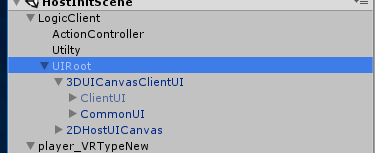 HostInitScene
LogicClient
ActionController
Utilty
UIRoot
3DUICanvasClientUI
ClientUI
CommonUI
2DHostUICanvas
player_VRTypeNew